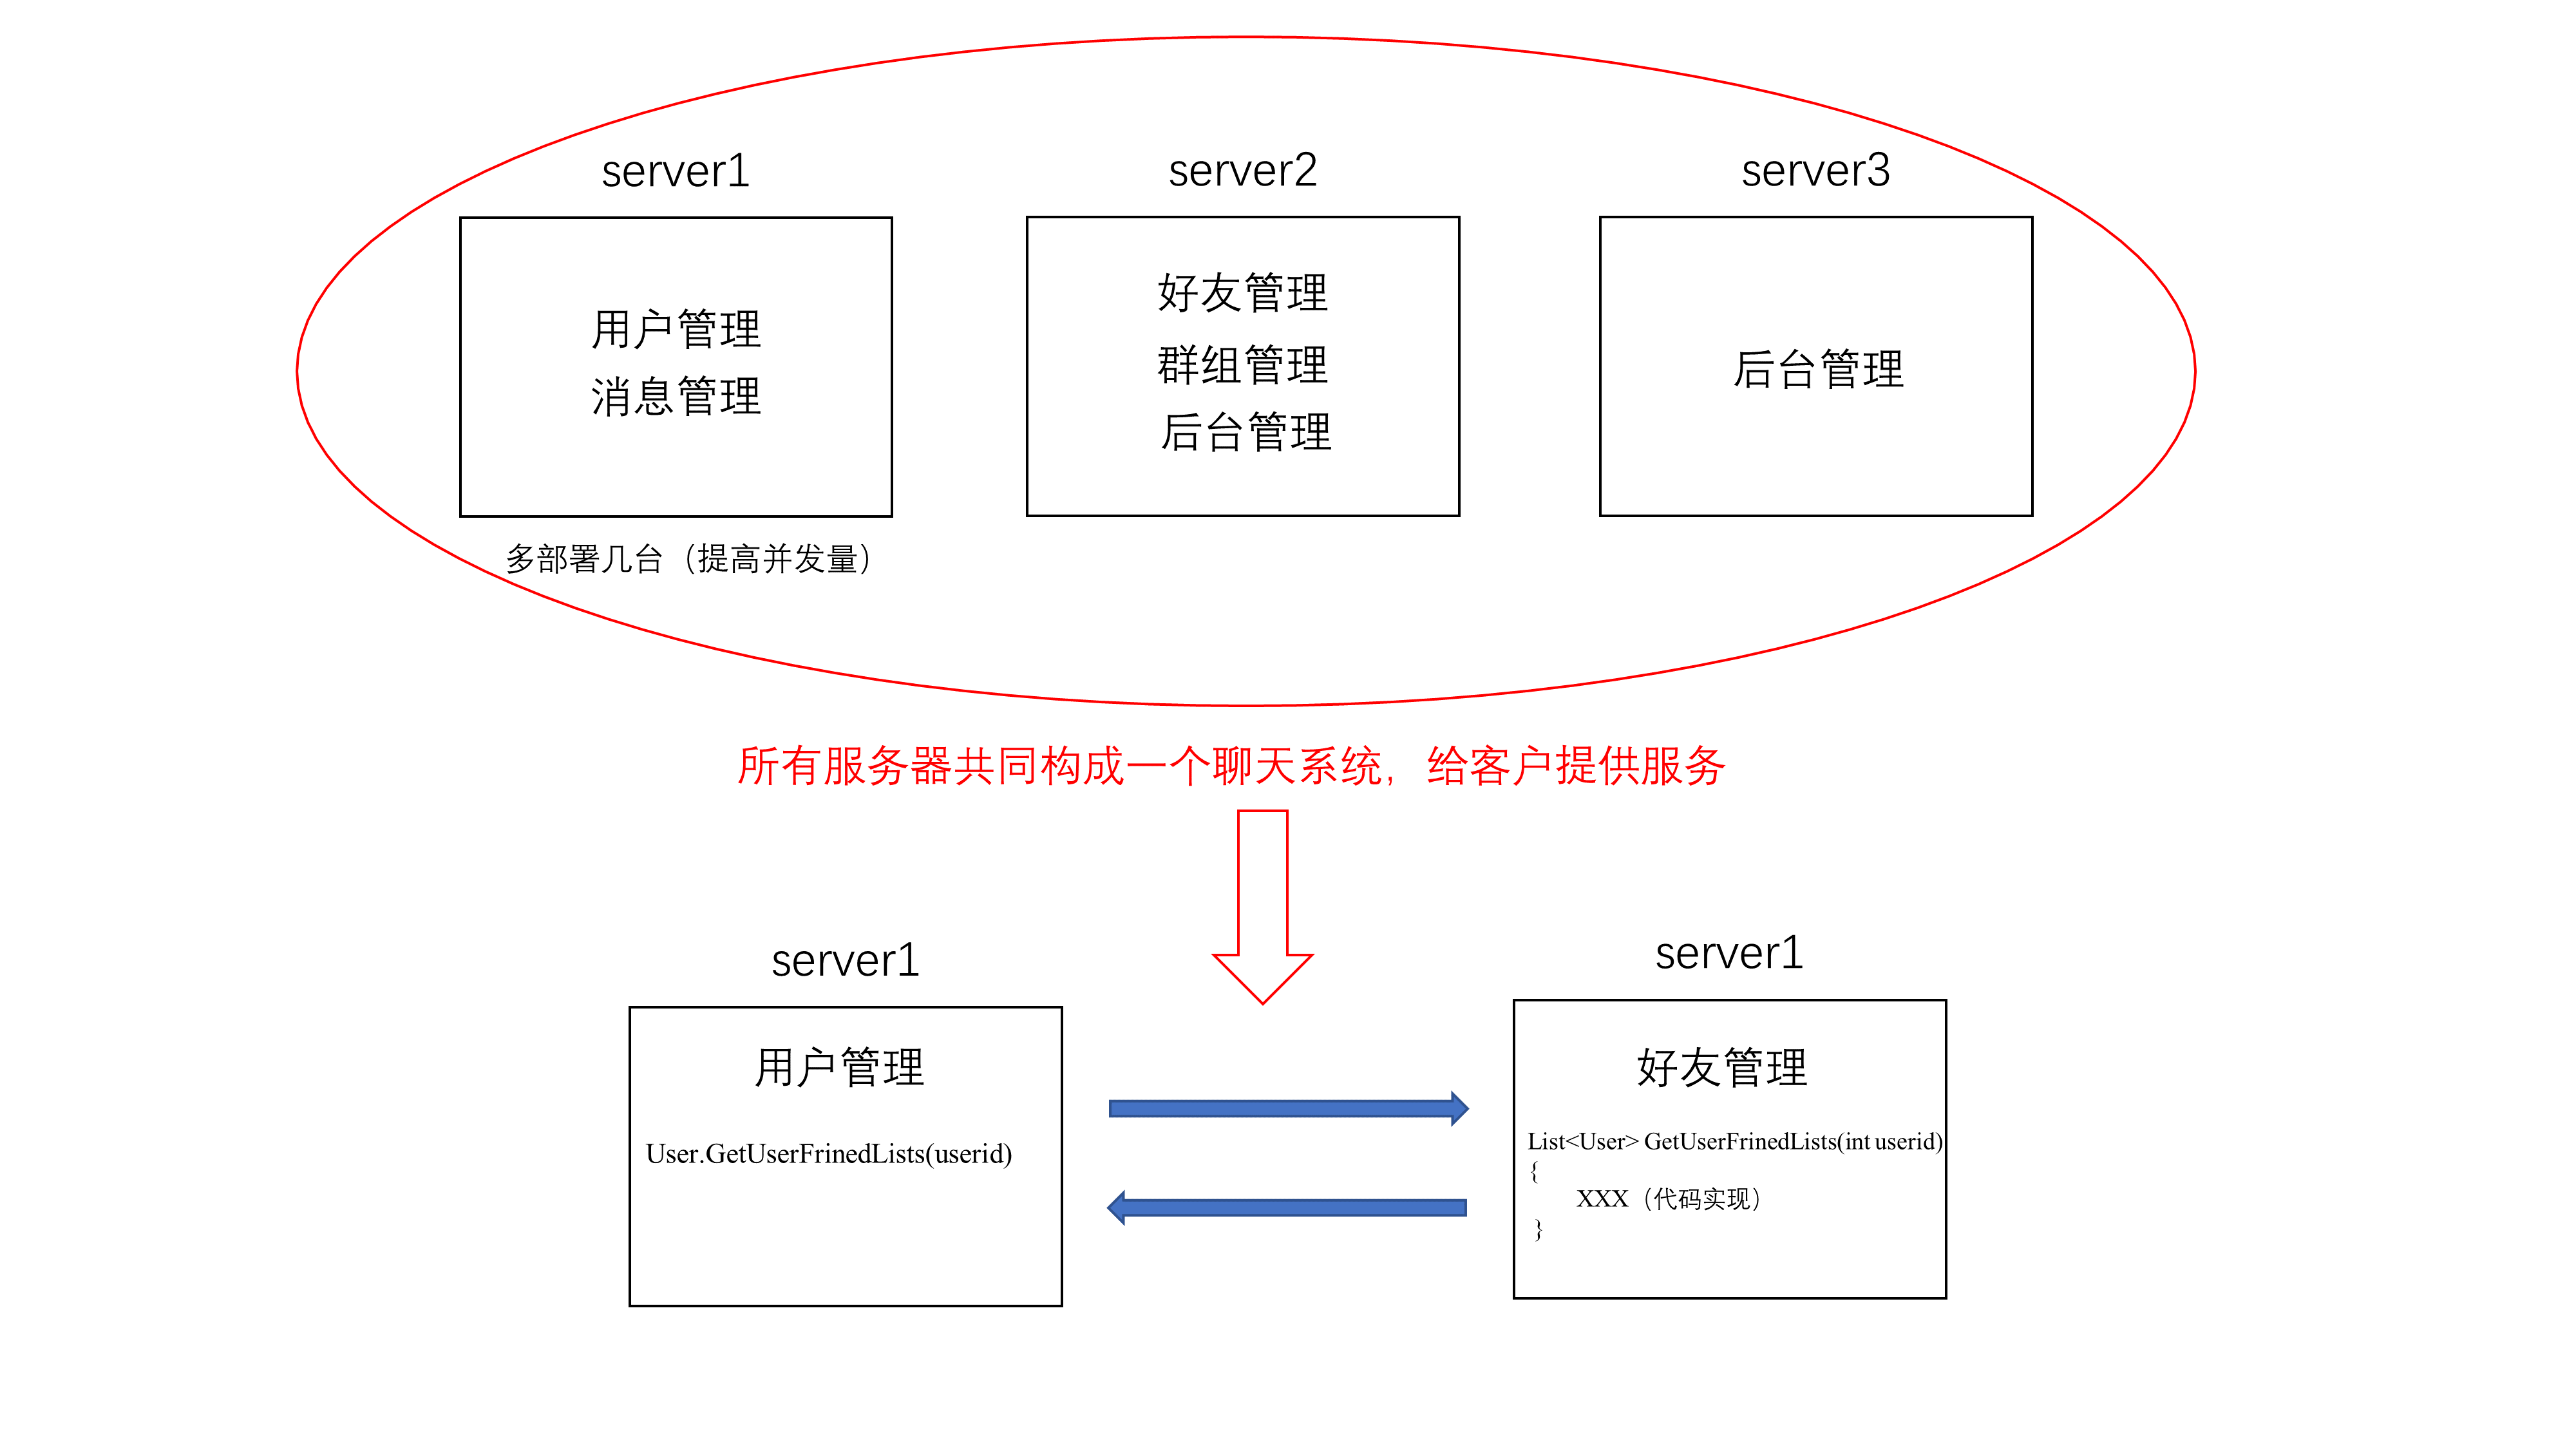 server1
server2
server3
用户管理
消息管理
好友管理
群组管理
后台管理
后台管理
多部署几台（提高并发量）
所有服务器共同构成一个聊天系统，给客户提供服务
server1
server1
用户管理
User.GetUserFrinedLists(userid)
好友管理
List<User> GetUserFrinedLists(int userid)
{
XXX（代码实现）
}